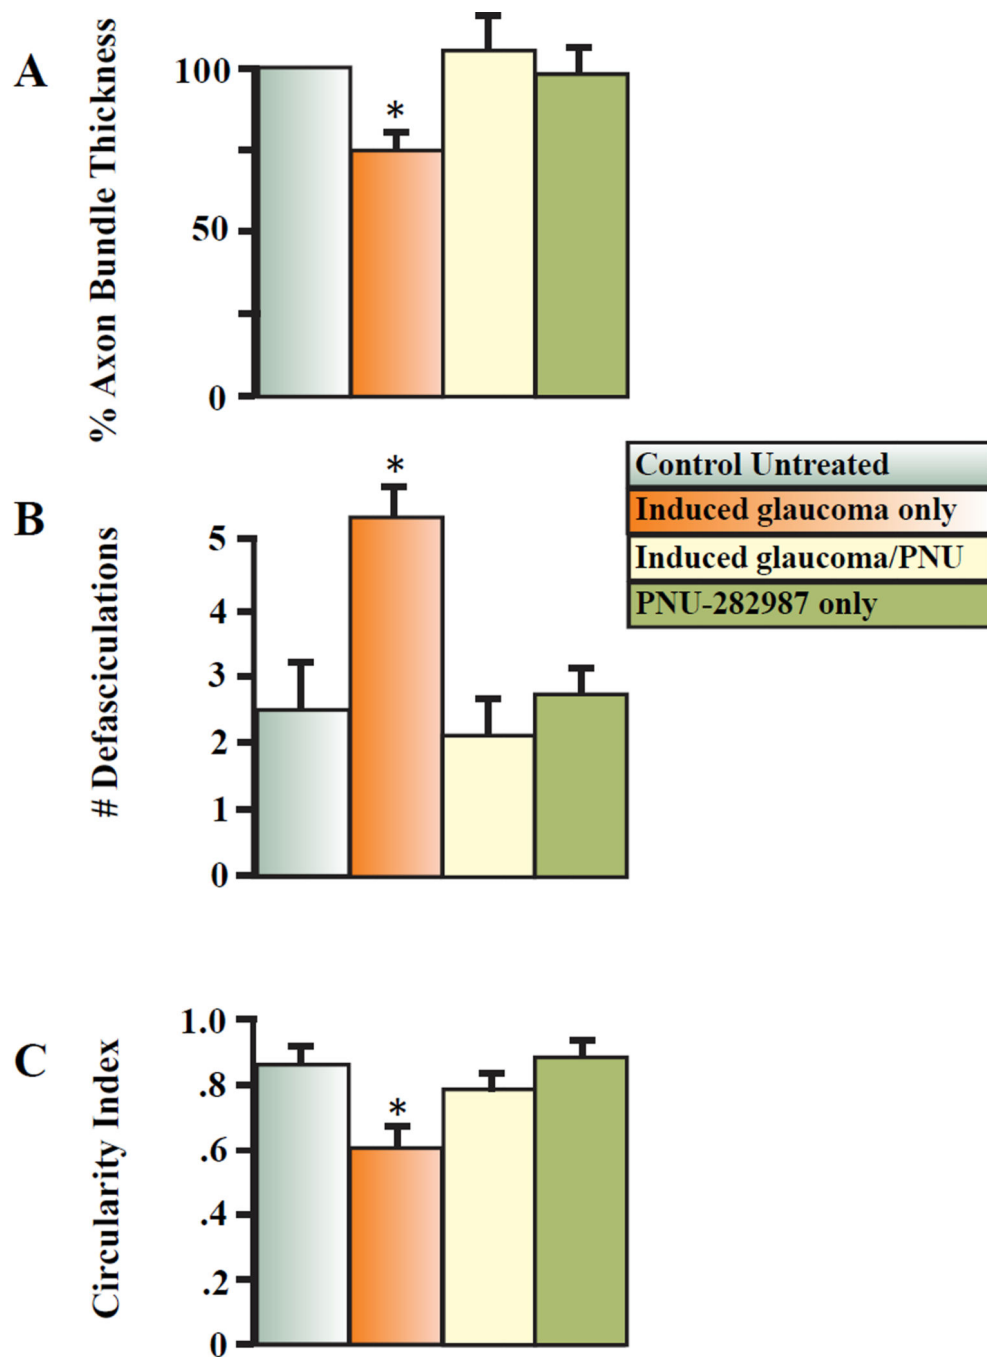 A
% Axon Bundle Thickness
100
50
0
*
Control Untreated
Induced glaucoma only
Induced glaucoma/PNU
PNU-282987 only
B
# Defasciculations
5
4
3
2
1
0
*
C
Circularity Index
1.0
.8
.6
.4
.2
0
*